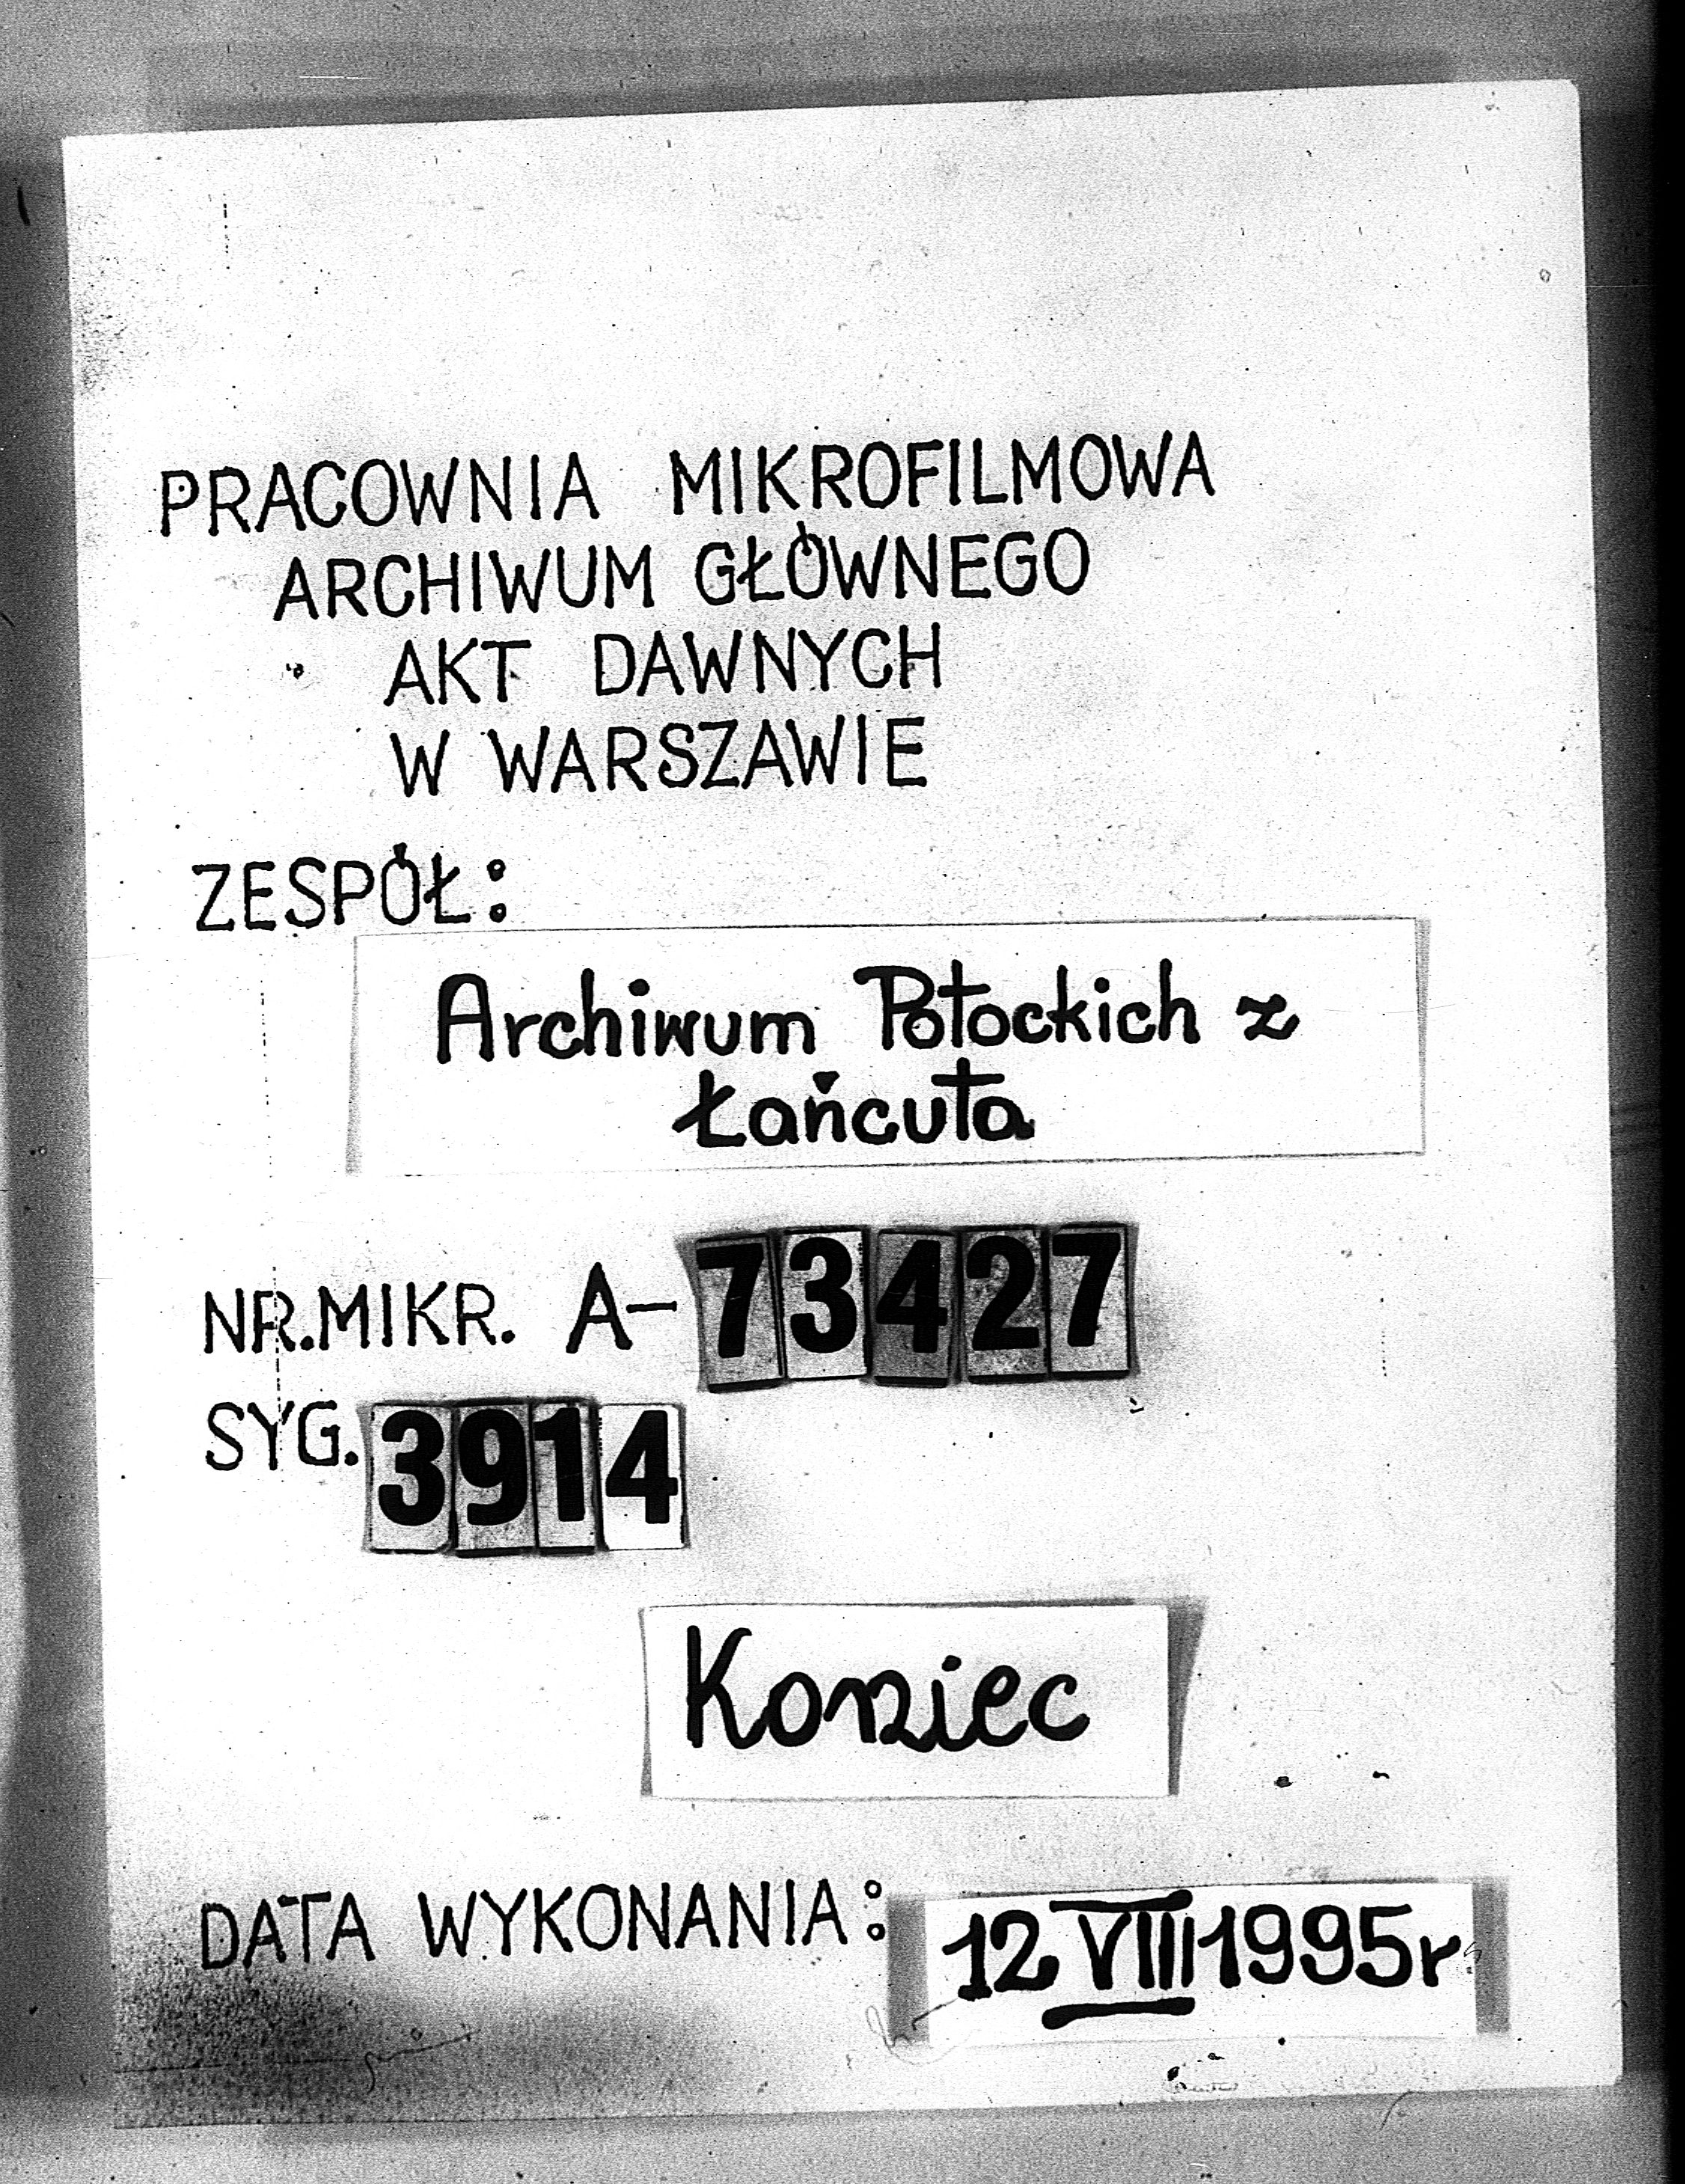 PRACOWNIA MIKROFILMOWA
ARCHIWUM GŁÓWNEGO
AKT DAWNYCH
W WARSZAWIE
ZESPÓŁ:
Archiwum Potockich z
Łańcuta
NR.MIKR. A-73427
SYG. 3914
Koniec
DATA WYKONANIA: 12 VIII 1995r